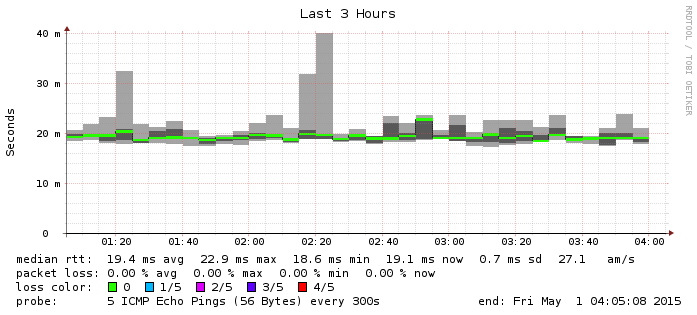 Last 3 Hours
RRDTOOL / TOBI OETIKER
Seconds
40 m
30 m
20 m
10 m
0
01:20 01:40 02:00 02:20 02:40 03:00 03:20 03:40 04:00
median rtt: 19.4 ms avg 22.9 ms max 18.6 ms min 19.1 ms now 0.7 ms sd 27.1 am/s
packet loss: 0.00 % avg 0.00 % max 0.00 % min 0.00 % now
loss color: 0 1/5 2/5 3/5 4/5
probe: 5 ICMP Echo Pings (56 Bytes) every 300s end: Fri May 1 04:05:08 2015